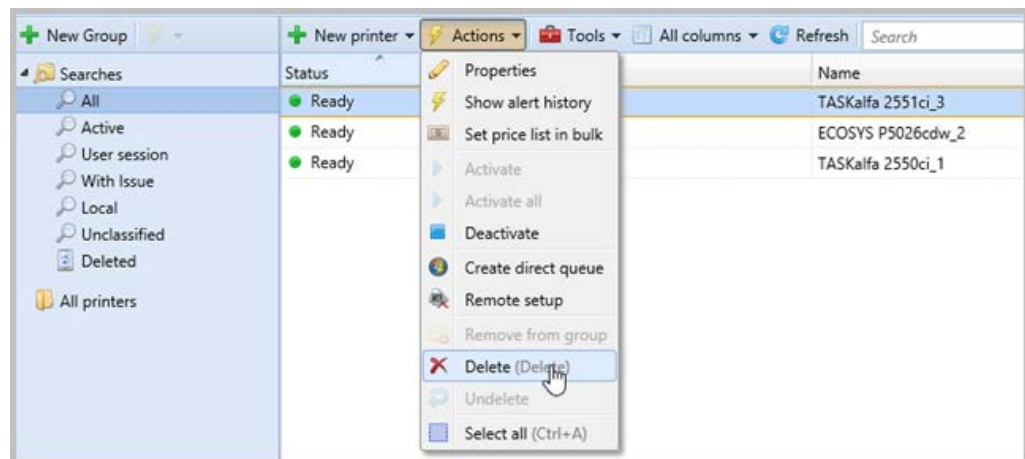 New Group
New printer Actions Tools All columns Refresh Search
Searches
All
Active
User session
With Issue
Local
Unclassified
Deleted
All printers
Status Name
Ready TASKalfa 2551ci_3
Ready ECOSYS P5026cdw_2
Ready TASKalfa 2550ci_1
Properties
Show alert history
Set price list in bulk
Activate
Activate all
Deactivate
Create direct queue
Remote setup
Remove from group
Delete (Delete)
Undelete
Select all (Ctrl+A)